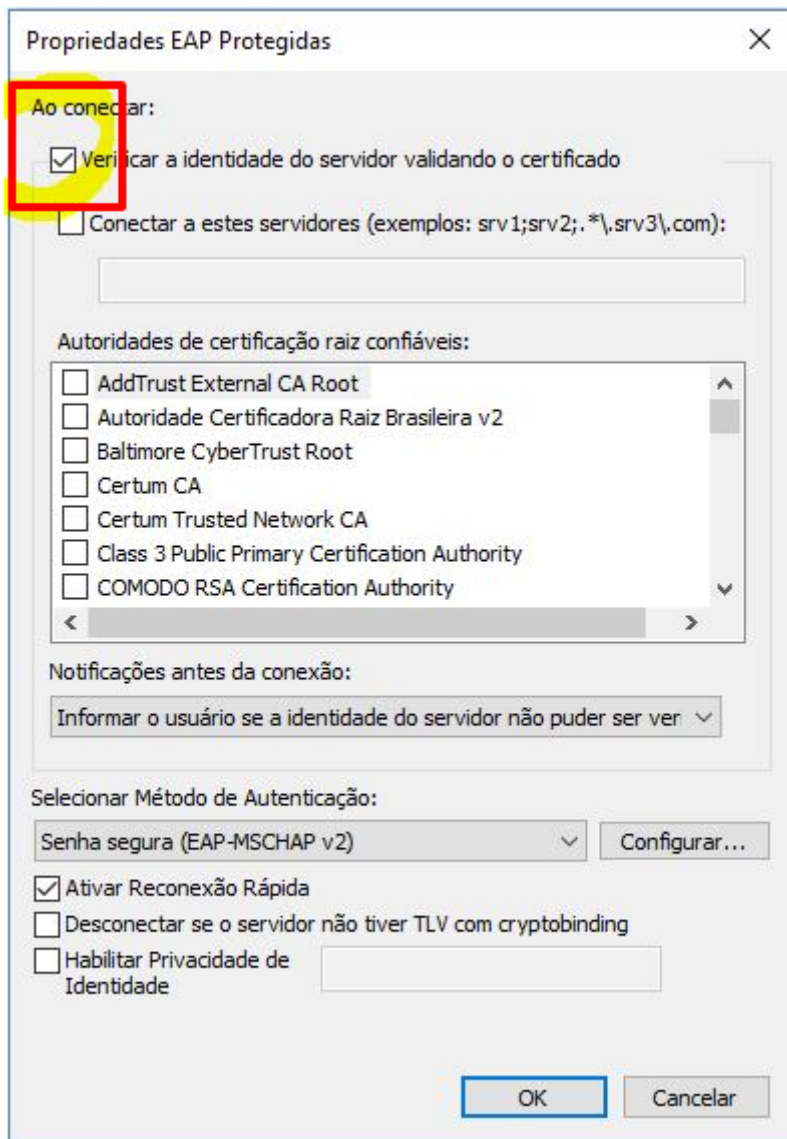 Propriedades EAP Protegidas
Ao conectar:
Verificar a identidade do servidor validando o certificado
Conectar a estes servidores (exemplos: srv1;srv2;.*\.srv3\.com):
Autoridades de certificação raiz confiáveis:
AddTrust External CA Root
Autoridade Certificadora Raiz Brasileira v2
Baltimore CyberTrust Root
Certum CA
Certum Trusted Network CA
Class 3 Public Primary Certification Authority
COMODO RSA Certification Authority
Notificações antes da conexão:
Informar o usuário se a identidade do servidor não puder ser ver
Selecionar Método de Autenticação:
Senha segura (EAP-MSCHAP v2)
Configurar...
Ativar Reconexão Rápida
Desconectar se o servidor não tiver TLV com cryptobinding
Habilitar Privacidade de
Identidade
OK
Cancelar